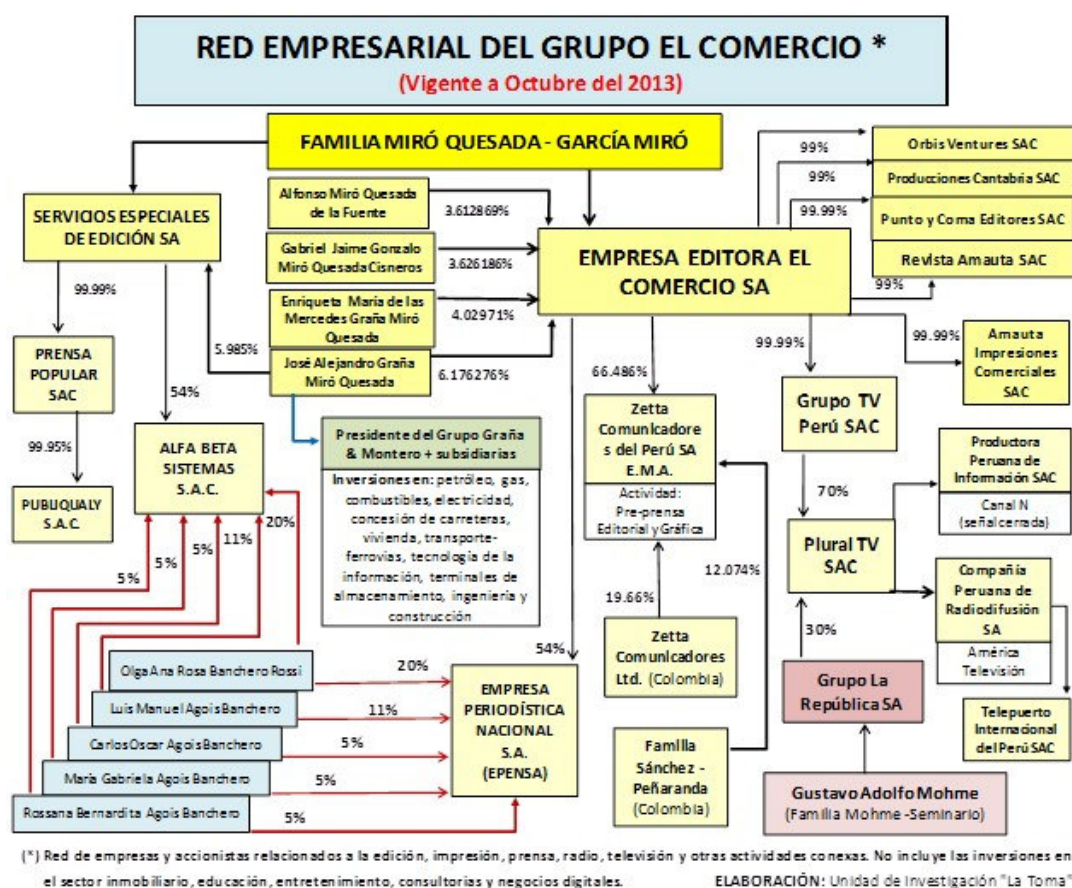 RED EMPRESARIAL DEL GRUPO EL COMERCIO *
(Vigente a Octubre del 2013)
FAMILIA MIRÓ QUESADA - GARCÍA MIRÓ
SERVICIOS ESPECIALES
DE EDICIÓN SA
Alfonso Miró Quesada
de la Fuente
3.612869%
Gabriel Jaime Gonzalo
Miró Quesada Cisneros
3.626186%
Enriqueta María de las
Mercedes Graña Miró
Quesada
4.02971%
José Alejandro Graña
Miró Quesada
6.176276%
5.985%
EMPRESA EDITORA EL
COMERCIO SA
99%
Orbis Ventures SAC
99%
Producciones Cantabria SAC
99.99%
Punto y Coma Editores SAC
Revista Amauta SAC
99%
99.99%
Amauta
Impresiones
Comerciales
SAC
99.99%
PRENSA
POPULAR
SAC
99.95%
PUBLIQUALY
S.A.C.
54%
ALFA BETA
SISTEMAS
S.A.C.
20%
11%
5%
5%
5%
Presidente del Grupo Graña
& Montero + subsidiarias
Inversiones en: petróleo, gas,
combustibles, electricidad,
concesión de carreteras,
vivienda, transporte-
ferrovias, tecnología de la
información, terminales de
almacenamiento, ingeniería y
construcción
66.486%
Zetta
Comunicadore
s del Perú SA
E.M.A.
Actividad:
Pre-prensa
Editorial y Gráfica
19.66%
Zetta
Comunicadores
Ltd. (Colombia)
12.074%
Familia
Sánchez -
Peñaranda
(Colombia)
99.99%
Grupo TV
Perú SAC
70%
Plural TV
SAC
30%
Grupo La
República SA
Gustavo Adolfo Mohme
(Familia Mohme -Seminario)
Productora
Peruana de
Información SAC
Canal N
(señal cerrada)
Compañía
Peruana de
Radiodifusión
SA
América
Televisión
Telepuerto
Internacional
del Perú SAC
Olga Ana Rosa Banchero Rossi
20%
Luis Manuel Agois Banchero
11%
Carlos Oscar Agois Banchero
5%
María Gabriela Agois Banchero
5%
Rossana Bernardita Agois Banchero
5%
54%
EMPRESA
PERIODÍSTICA
NACIONAL
S.A.
(EPENSA)
(*) Red de empresas y accionistas relacionados a la edición, impresión, prensa, radio, televisión y otras actividades conexas. No incluye las inversiones en
el sector inmobiliario, educación, entretenimiento, consultorias y negocios digitales. ELABORACIÓN: Unidad de Investigación "La Toma"